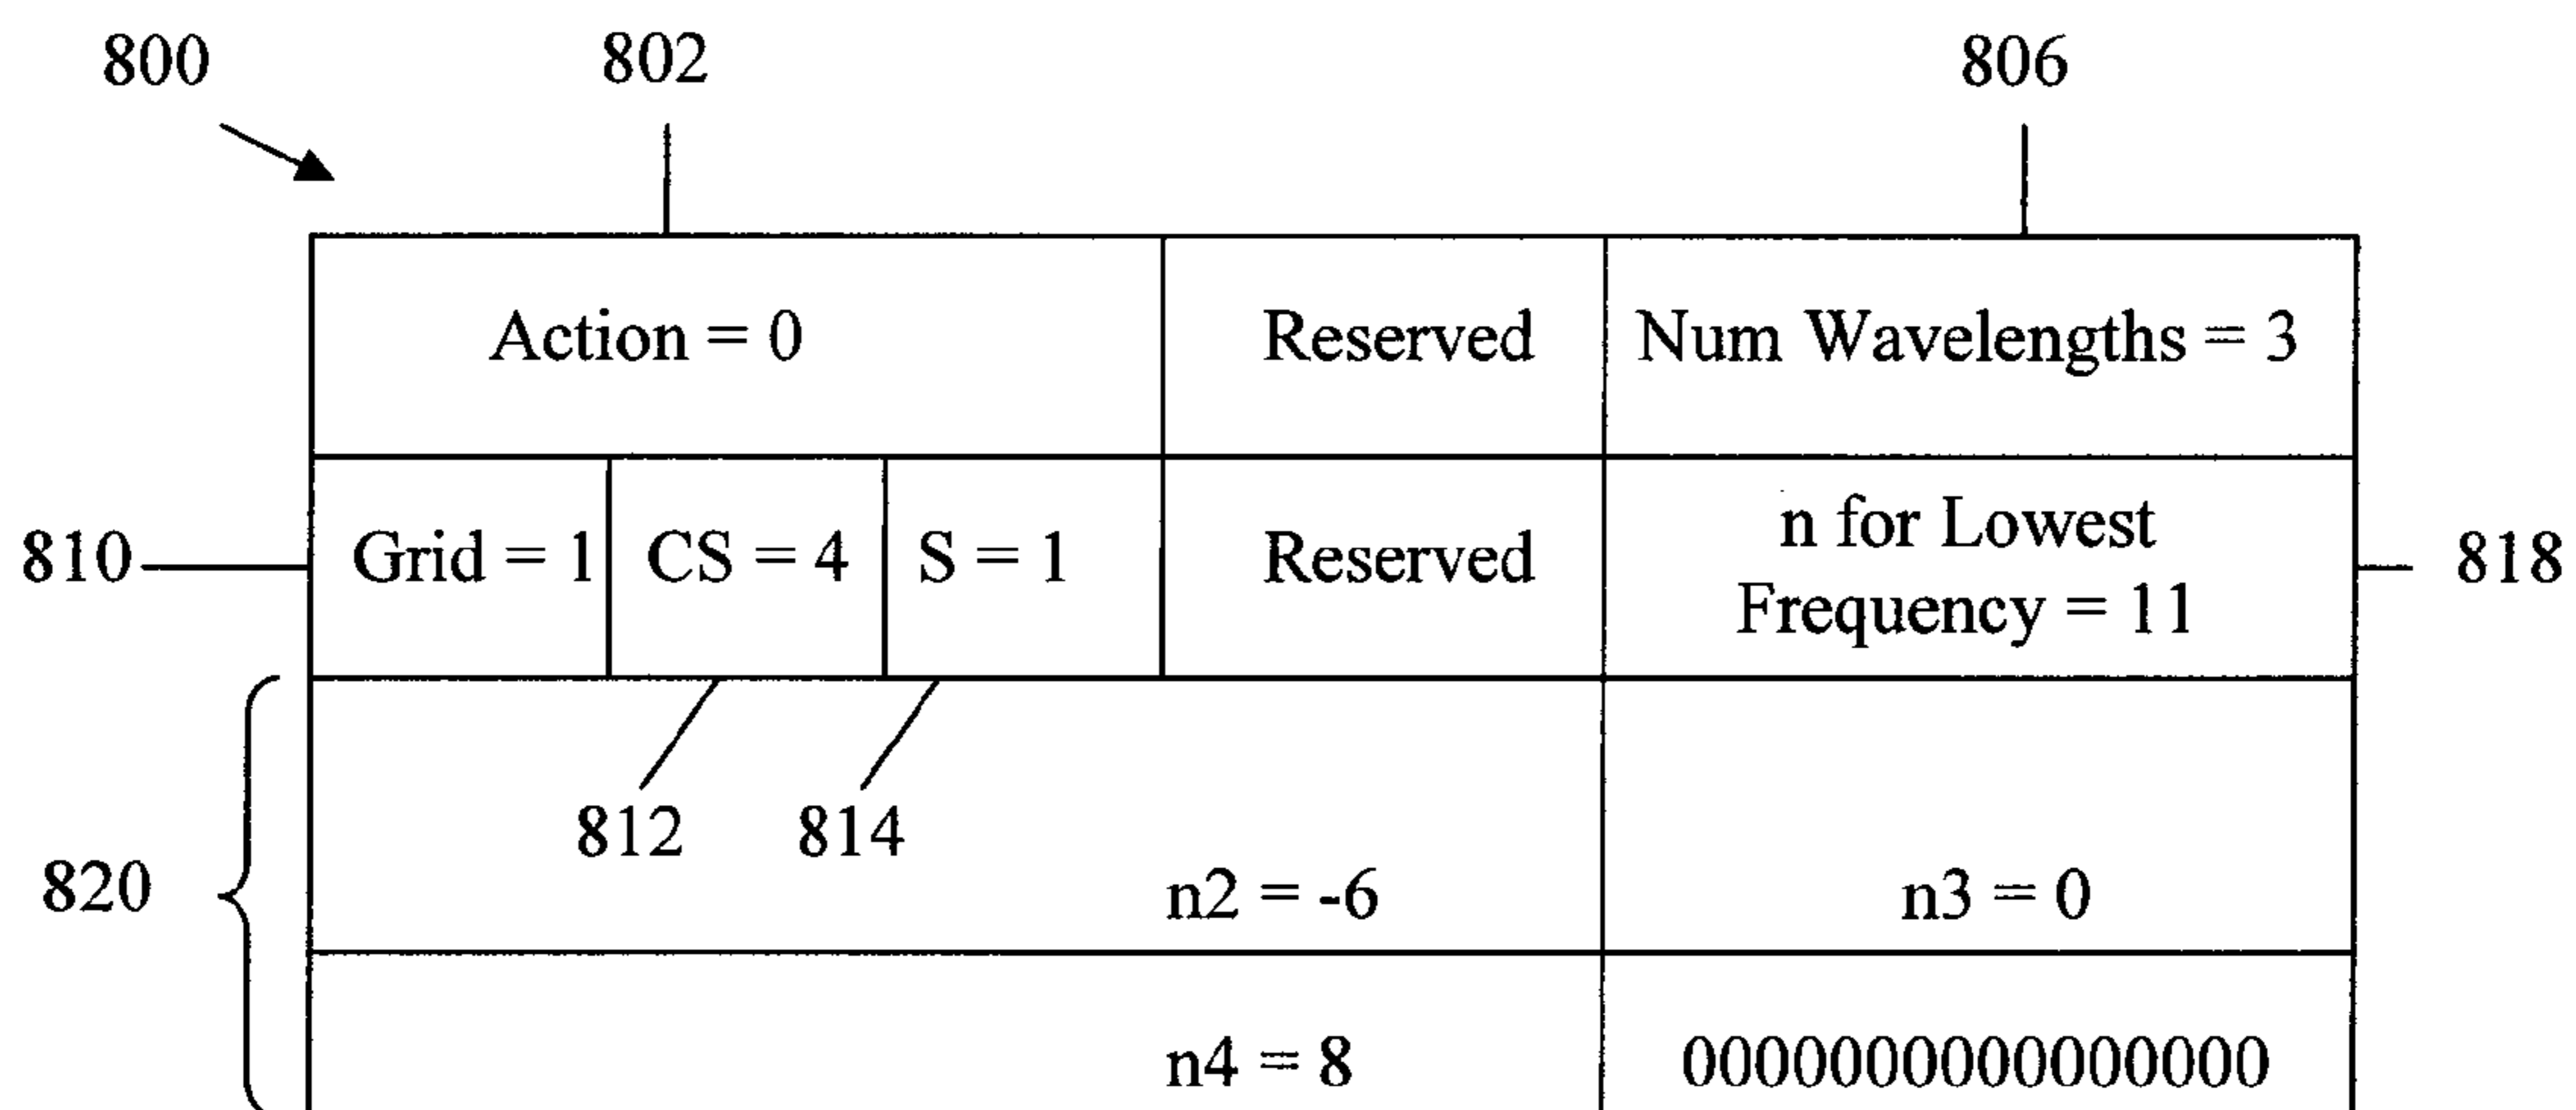 800 802 806
Action = 0 Reserved Num Wavelengths = 3
810 Grid = 1 CS = 4 S = 1 Reserved n for Lowest
Frequency = 11 818
812 814
820 n2 = -6 n3 = 0
n4 = 8 0000000000000000